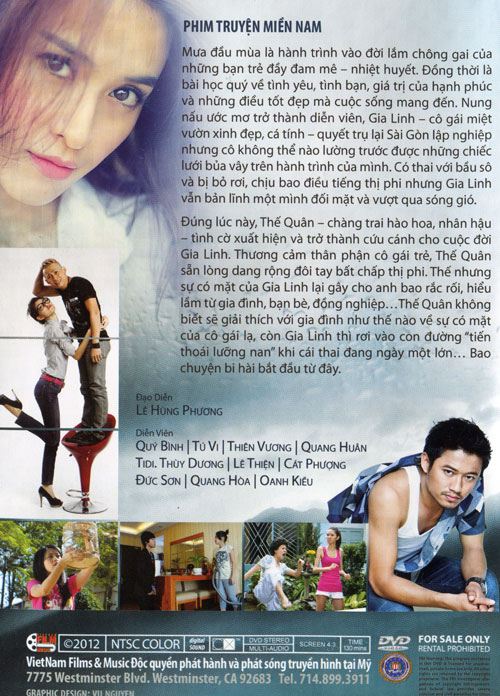 PHIM TRUYỆN MIỀN NAM
Mưa đầu mùa là hành trình vào đời lắm chông gai của
những bạn trẻ đầy đam mê – nhiệt huyết. Đồng thời là
bài học quý về tình yêu, tình bạn, giá trị của hạnh phúc
và những điều tốt đẹp mà cuộc sống mang đến. Nung
nấu ước mơ trở thành diễn viên, Gia Linh – cô gái miệt
vườn xinh đẹp, cá tính – quyết trụ lại Sài Gòn lập nghiệp
nhưng cô không thể nào lường trước được những chiếc
lưới bủa vây trên hành trình của mình. Có thai với bầu sô
và bị bỏ rơi, chịu bao điều tiếng thị phi nhưng Gia Linh
vẫn bản lĩnh một mình đối mặt và vượt qua sóng gió.
Đúng lúc này, Thế Quân – chàng trai hào hoa, nhân hậu
– tình cờ xuất hiện và trở thành cứu cánh cho cuộc đời
Gia Linh. Thương cảm thân phận cô gái trẻ, Thế Quân
sẵn lòng dang rộng đôi tay bất chấp thị phi. Thế nhưng
sự có mặt của Gia Linh lại gây cho anh bao rắc rối, hiểu
lầm từ gia đình, bạn bè, động nghiệp...Thế Quân không
biết sẽ giải thích với gia đình như thế nào về sự có mặt
của cô gái lạ, còn Gia Linh thì rơi vào con đường "tiến
thoái lưỡng nan" khi cái thai đang ngày một lớn... Bao
chuyện bi hài bắt đầu từ đây.
Đạo Diễn
LÊ HÙNG PHƯƠNG
Diễn Viên
QUÝ BÌNH | TÚ VI | THIÊN VƯƠNG | QUANG HUÂN
TIDI. THÙY DƯƠNG | LÊ THIỆN | CÁT PHƯỢNG
ĐỨC SƠN | QUANG HÒA | OANH KIỀU
FILM
©2012 NTSC COLOR digital SOUND DVD STEREO MULTI-AUDIO SCREEN 4:3 TIME 130 mins DVD FOR SALE ONLY
RENTAL PROHIBITED
VietNam Films & Music Độc quyền phát hành và phát sóng truyền hình tại Mỹ
7775 Westminster Blvd. Westminster, CA 92683 Tel. 714.899.3911
GRAPHIC DESIGN: VU NGUYEN